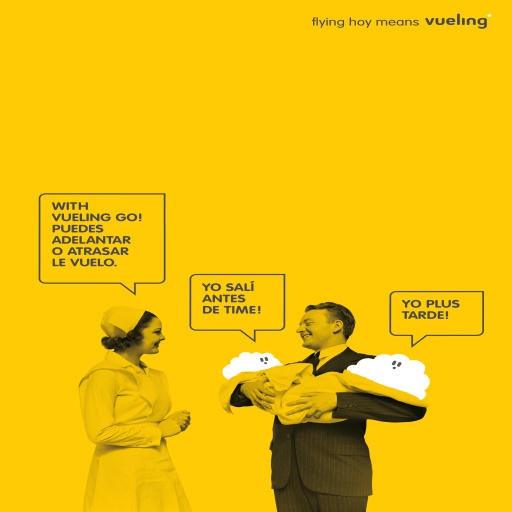 flying hoy means vueling
WITH
VUELING GO!
PUEDES
ADELANTAR
O ATRASAR
LE VUELO.
YO SALÍ
ANTES
DE TIME!
YO PLUS
TARDE!